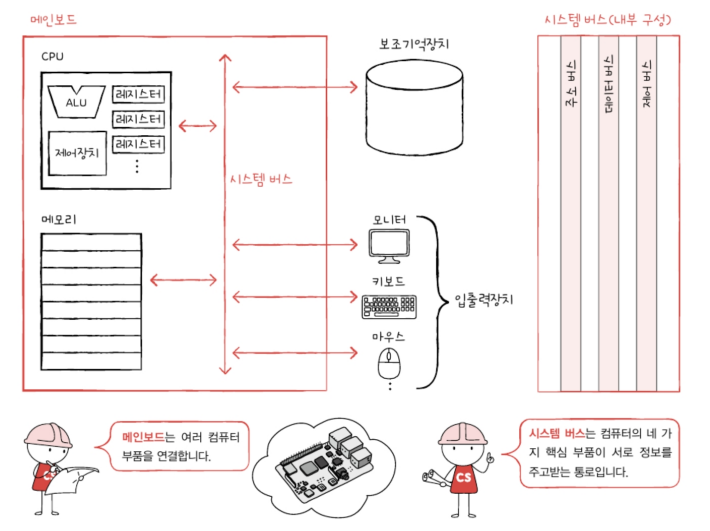 메인보드
시스템 버스(내부 구성)
CPU
보조기억장치
ALU
레지스터
레지스터
제어장치
레지스터
시스템 버스
메모리
모니터
키보드
입출력장치
마우스
주소 버스
데이터 버스
제어 버스
메인보드는 여러 컴퓨터
부품을 연결합니다.
CS
시스템 버스는 컴퓨터의 네 가
지 핵심 부품이 서로 정보를
주고받는 통로입니다.
CS